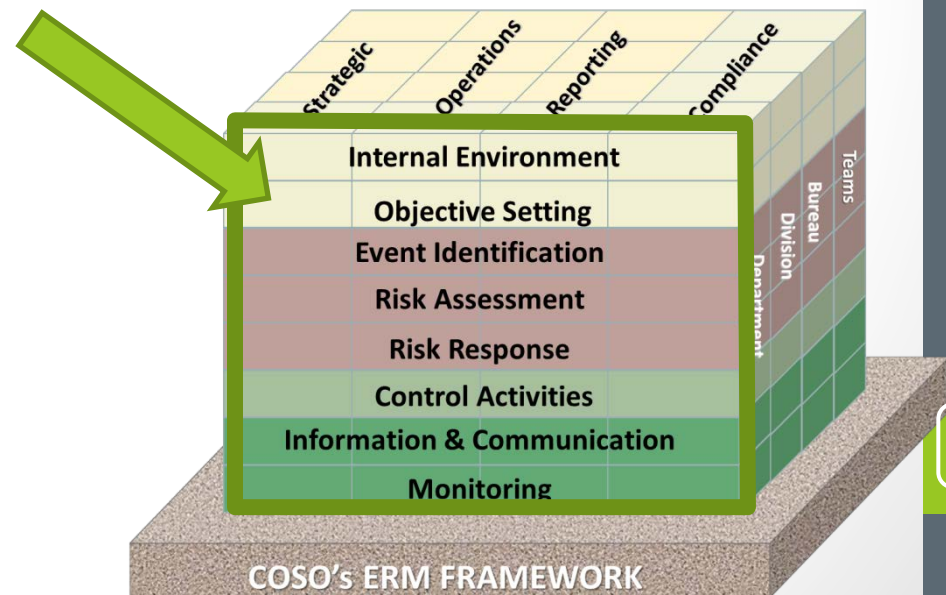 Strategic
Operations
Reporting
Compliance
Internal Environment
Objective Setting
Event Identification
Risk Assessment
Risk Response
Control Activities
Information & Communication
Monitoring
Department
Division
Bureau
Teams
COSO's ERM FRAMEWORK